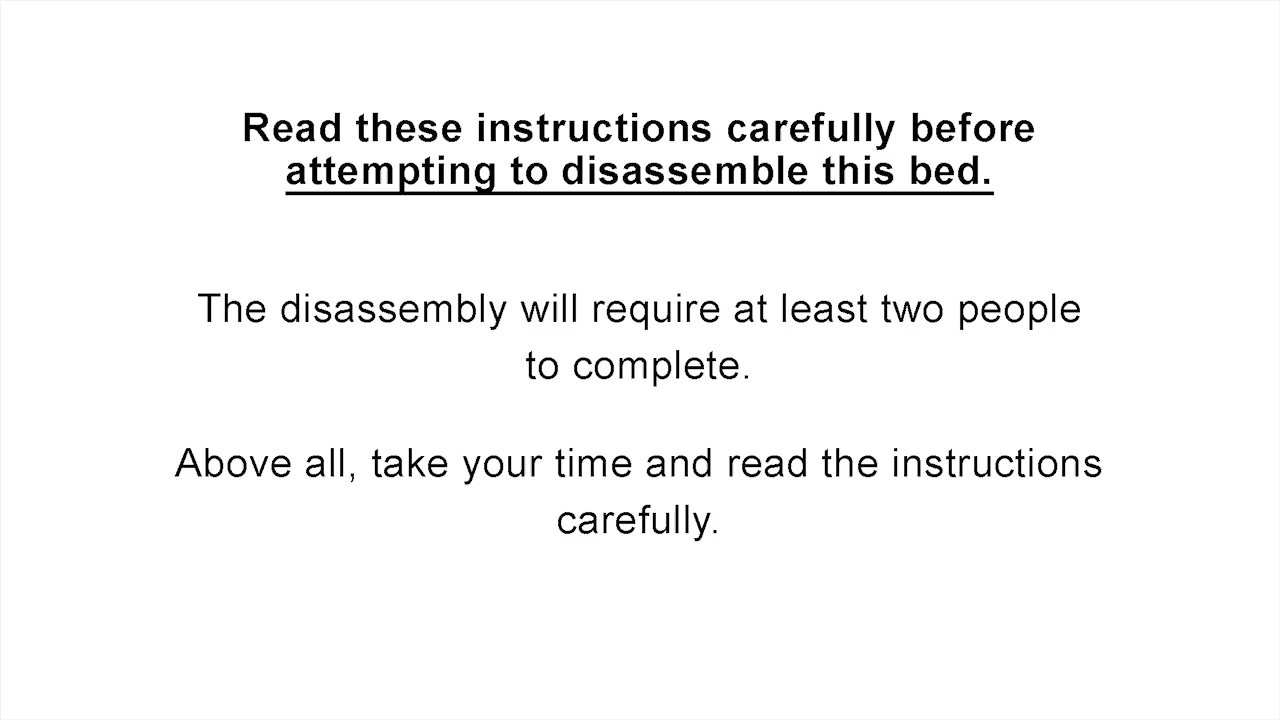 Read these instructions carefully before
attempting to disassemble this bed.
The disassembly will require at least two people
to complete.
Above all, take your time and read the instructions
carefully.